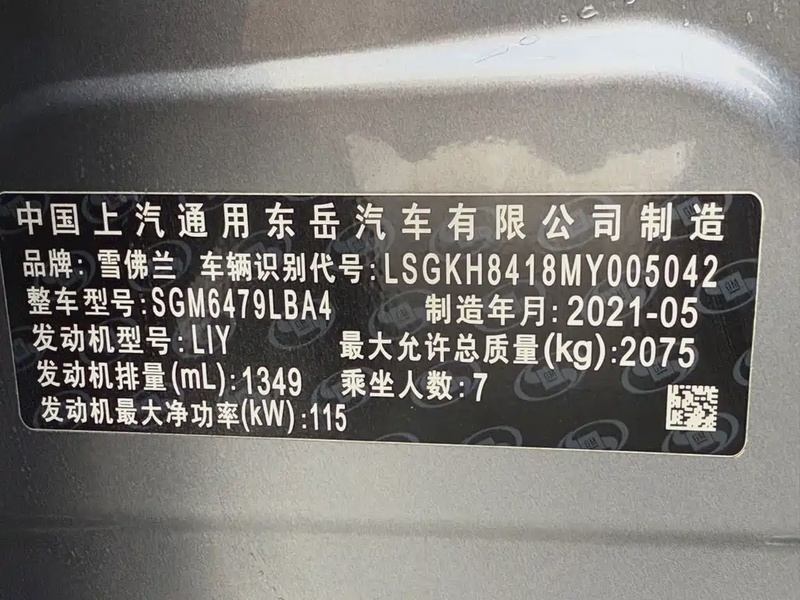 中国上汽通用东岳汽车有限公司制造
品牌: 雪佛兰 车辆识别代号:LSGKH8418MY005042
整车型号:SGM6479LBA4 制造年月:2021-05
发动机型号:LIY 最大允许总质量(kg):2075
发动机排量(mL):1349 乘坐人数:7
发动机最大净功率(kW):115